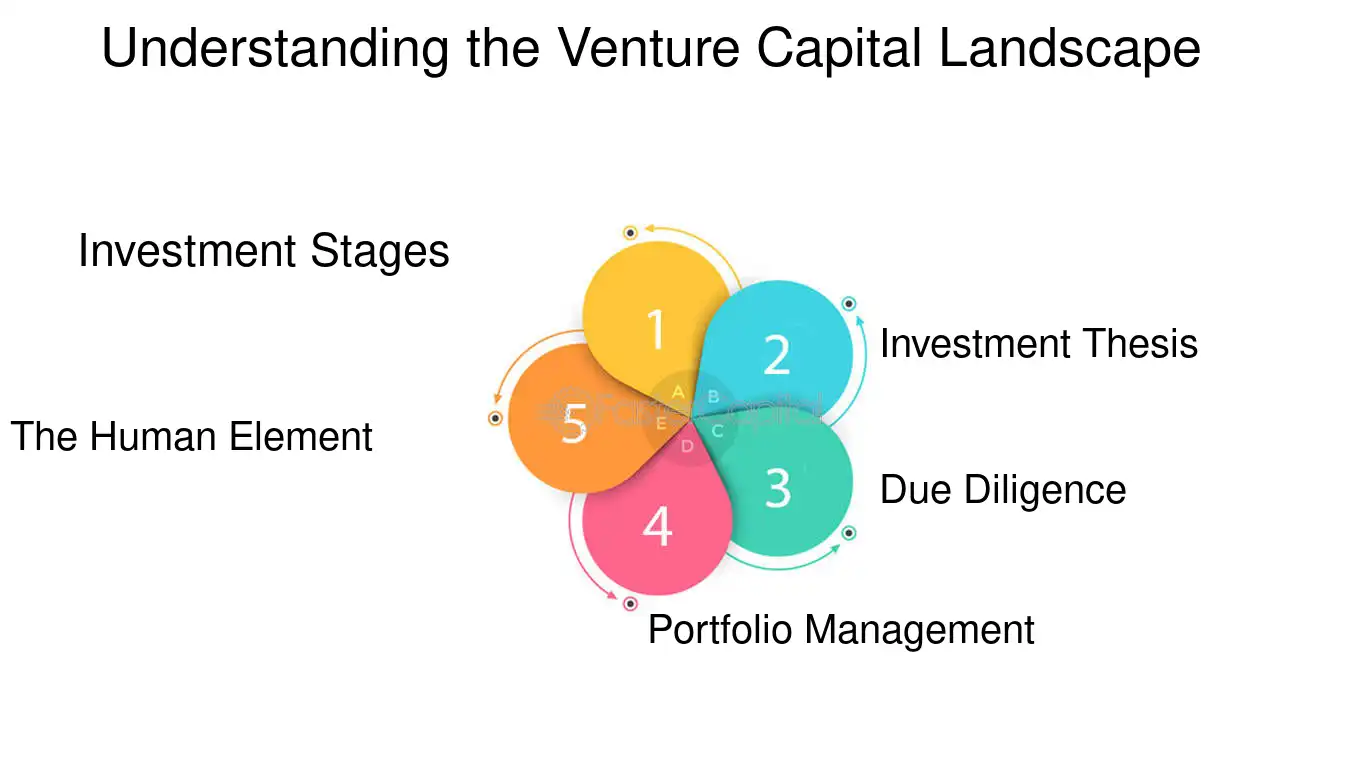 Understanding the Venture Capital Landscape
Investment Stages
1
2
Investment Thesis
A
B
5
E
C
The Human Element
D
3
Due Diligence
4
Portfolio Management